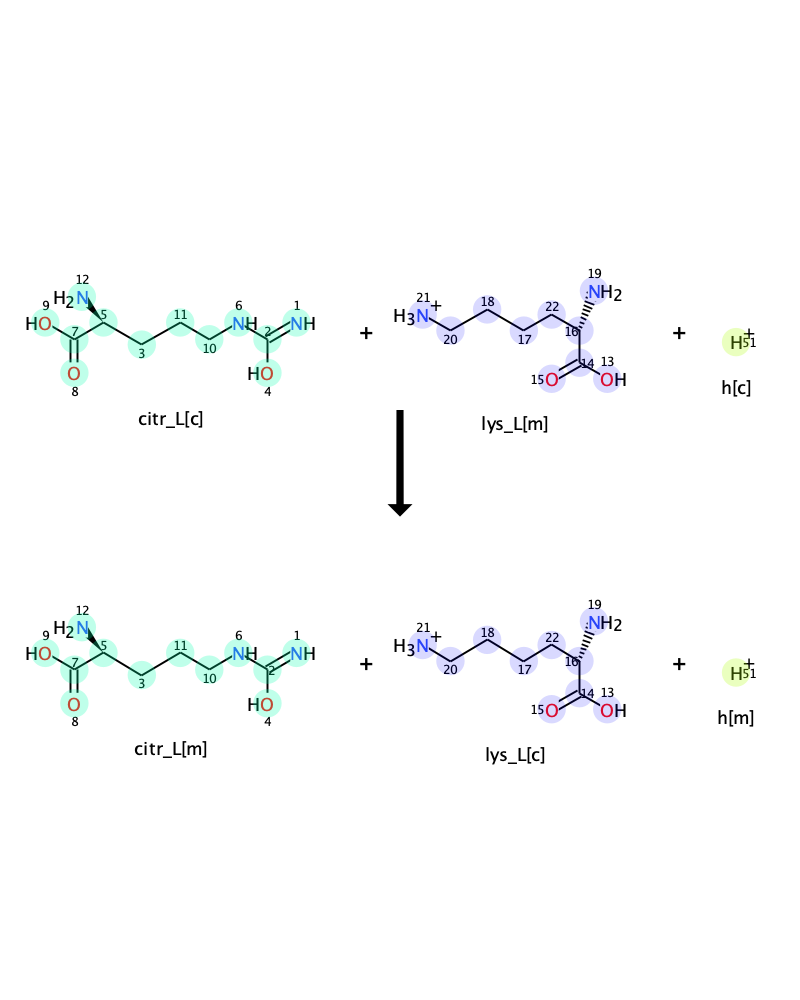 12 19
H2N 9 5 11 6 1 21 18 22 NH2
HO 7 NH 2 NH + H3N+ 16 + H+51
3 10 20 17 14 13
O HO 15O OH h[c]
8 4
citr_L[c] lys_L[m]
12 19
H2N 9 5 11 6 1 21 18 22 NH2
HO 7 NH 2 NH + H3N+ 16 + H+51
3 10 20 17 14 13
O HO 15O OH h[m]
8 4
citr_L[m] lys_L[c]